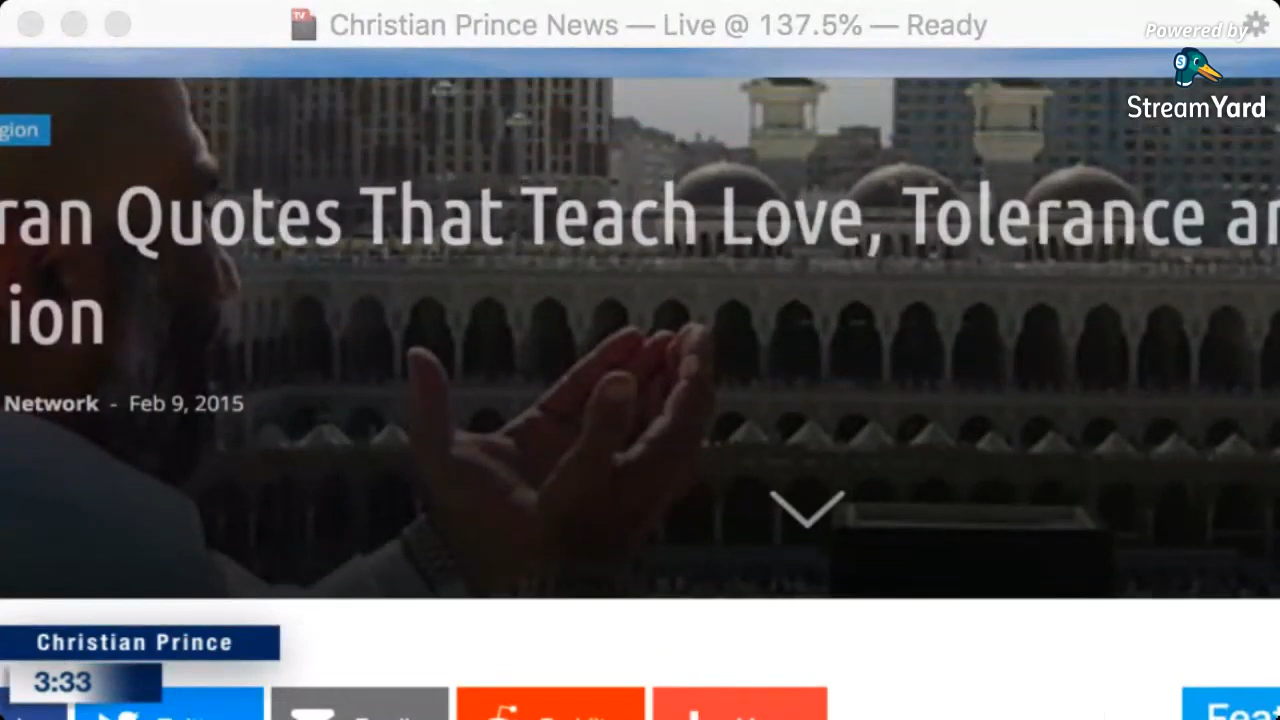 Christian Prince News — Live @ 137.5% — Ready
Powered by
StreamYard
gion
ran Quotes That Teach Love, Tolerance an
ion
Network - Feb 9, 2015
Christian Prince
3:33